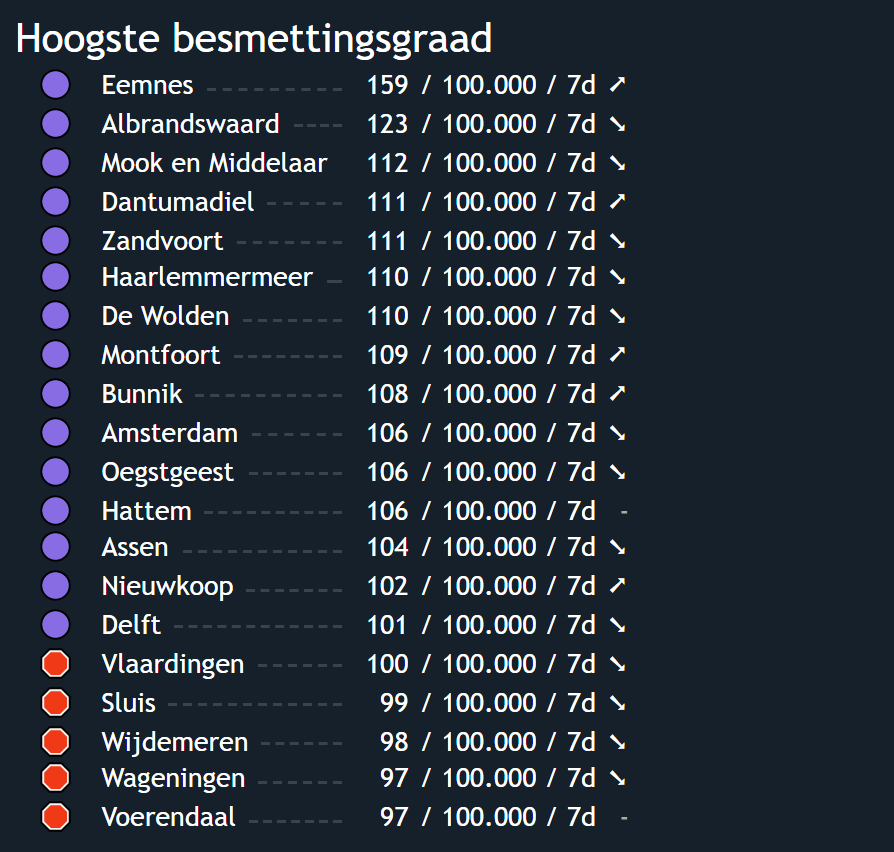 Hoogste besmettingsgraad
Eemnes 159 / 100.000 / 7d ➚
Albrandswaard 123 / 100.000 / 7d ➘
Mook en Middelaar 112 / 100.000 / 7d ➘
Dantumadiel 111 / 100.000 / 7d ➚
Zandvoort 111 / 100.000 / 7d ➘
Haarlemmermeer 110 / 100.000 / 7d ➘
De Wolden 110 / 100.000 / 7d ➘
Montfoort 109 / 100.000 / 7d ➚
Bunnik 108 / 100.000 / 7d ➚
Amsterdam 106 / 100.000 / 7d ➘
Oegstgeest 106 / 100.000 / 7d ➘
Hattem 106 / 100.000 / 7d -
Assen 104 / 100.000 / 7d ➘
Nieuwkoop 102 / 100.000 / 7d ➚
Delft 101 / 100.000 / 7d ➘
Vlaardingen 100 / 100.000 / 7d ➘
Sluis 99 / 100.000 / 7d ➘
Wijdemeren 98 / 100.000 / 7d ➘
Wageningen 97 / 100.000 / 7d ➘
Voerendaal 97 / 100.000 / 7d -